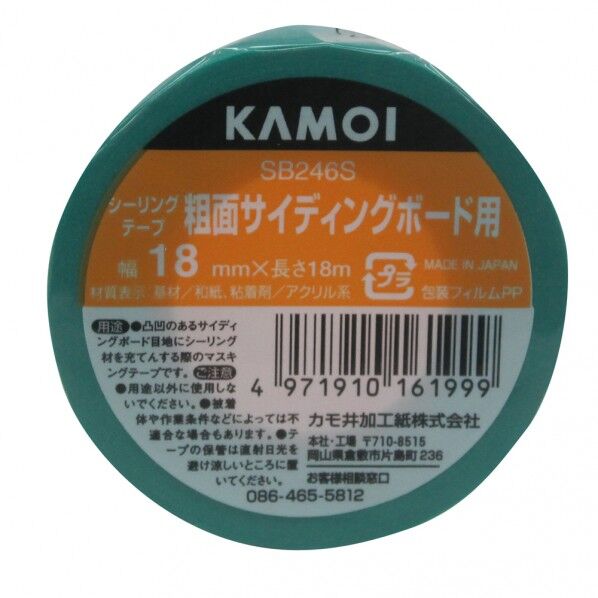 KAMOI
SB246S
シーリング
テープ
粗面サイディングボード用
幅 18 mm×長さ18m
プラ
MADE IN JAPAN
材質表示:基材/和紙、粘着剤/アクリル系
包装フィルムPP
用途 ●凸凹のあるサイディ
ングボード目地にシーリング
材を充てんする際のマスキ
ングテープです。 ご注意
●用途以外に使用しな
いでください。●被着
体や作業条件などによっては不
適合な場合もあります。●テー
プの保管は直射日光を
避け涼しいところに置
いてください。
4 971910 161999
カモ井加工紙株式会社
本社・工場 〒710-8515
岡山県倉敷市片島町236
お客様相談窓口
086-465-5812